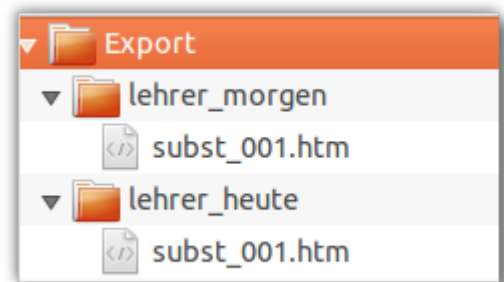 Export
lehrer_morgen
subst_001.htm
lehrer_heute
subst_001.htm